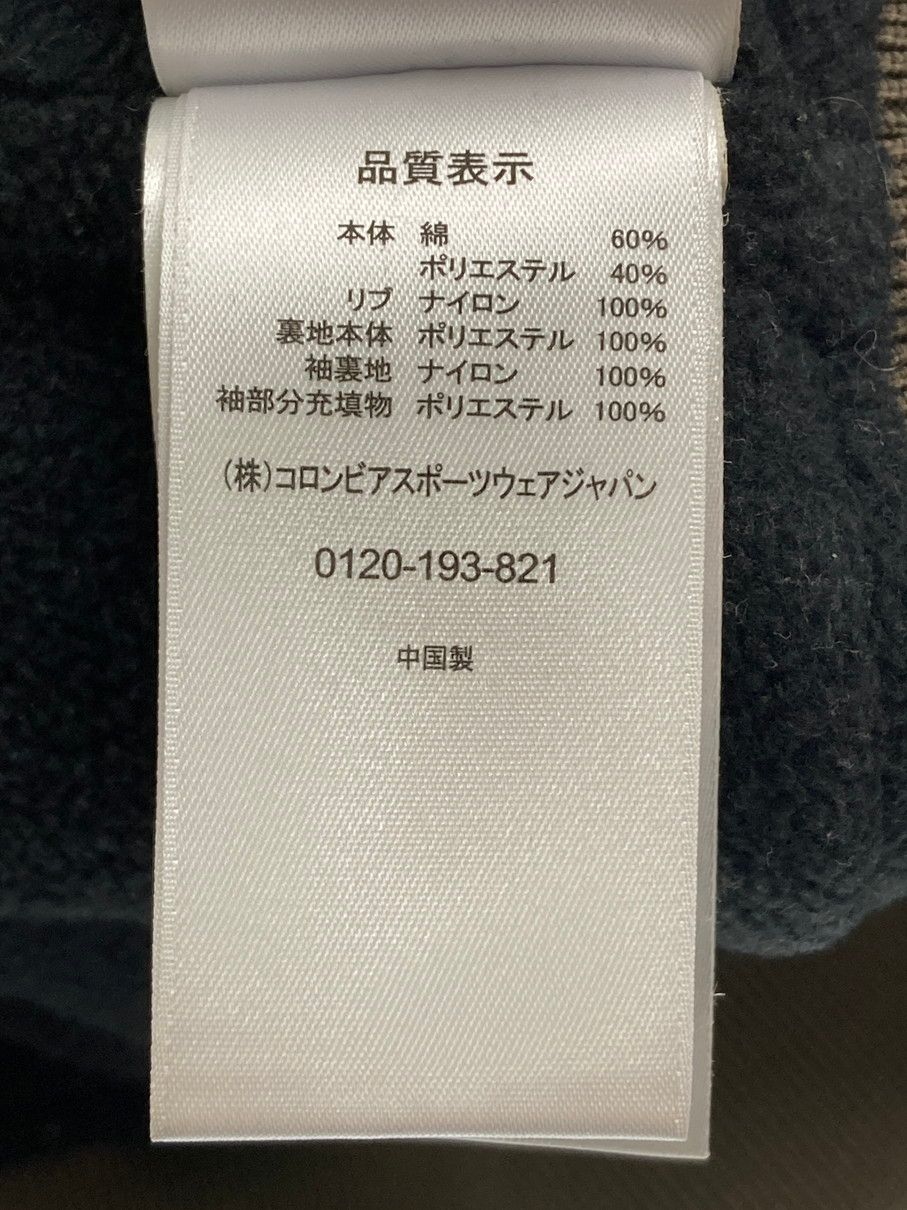 品質表示
本体 綿 60%
ポリエステル 40%
リブ ナイロン 100%
裏地本体 ポリエステル 100%
袖裏地 ナイロン 100%
袖部分充填物 ポリエステル 100%
(株)コロンビアスポーツウェアジャパン
0120-193-821
中国製